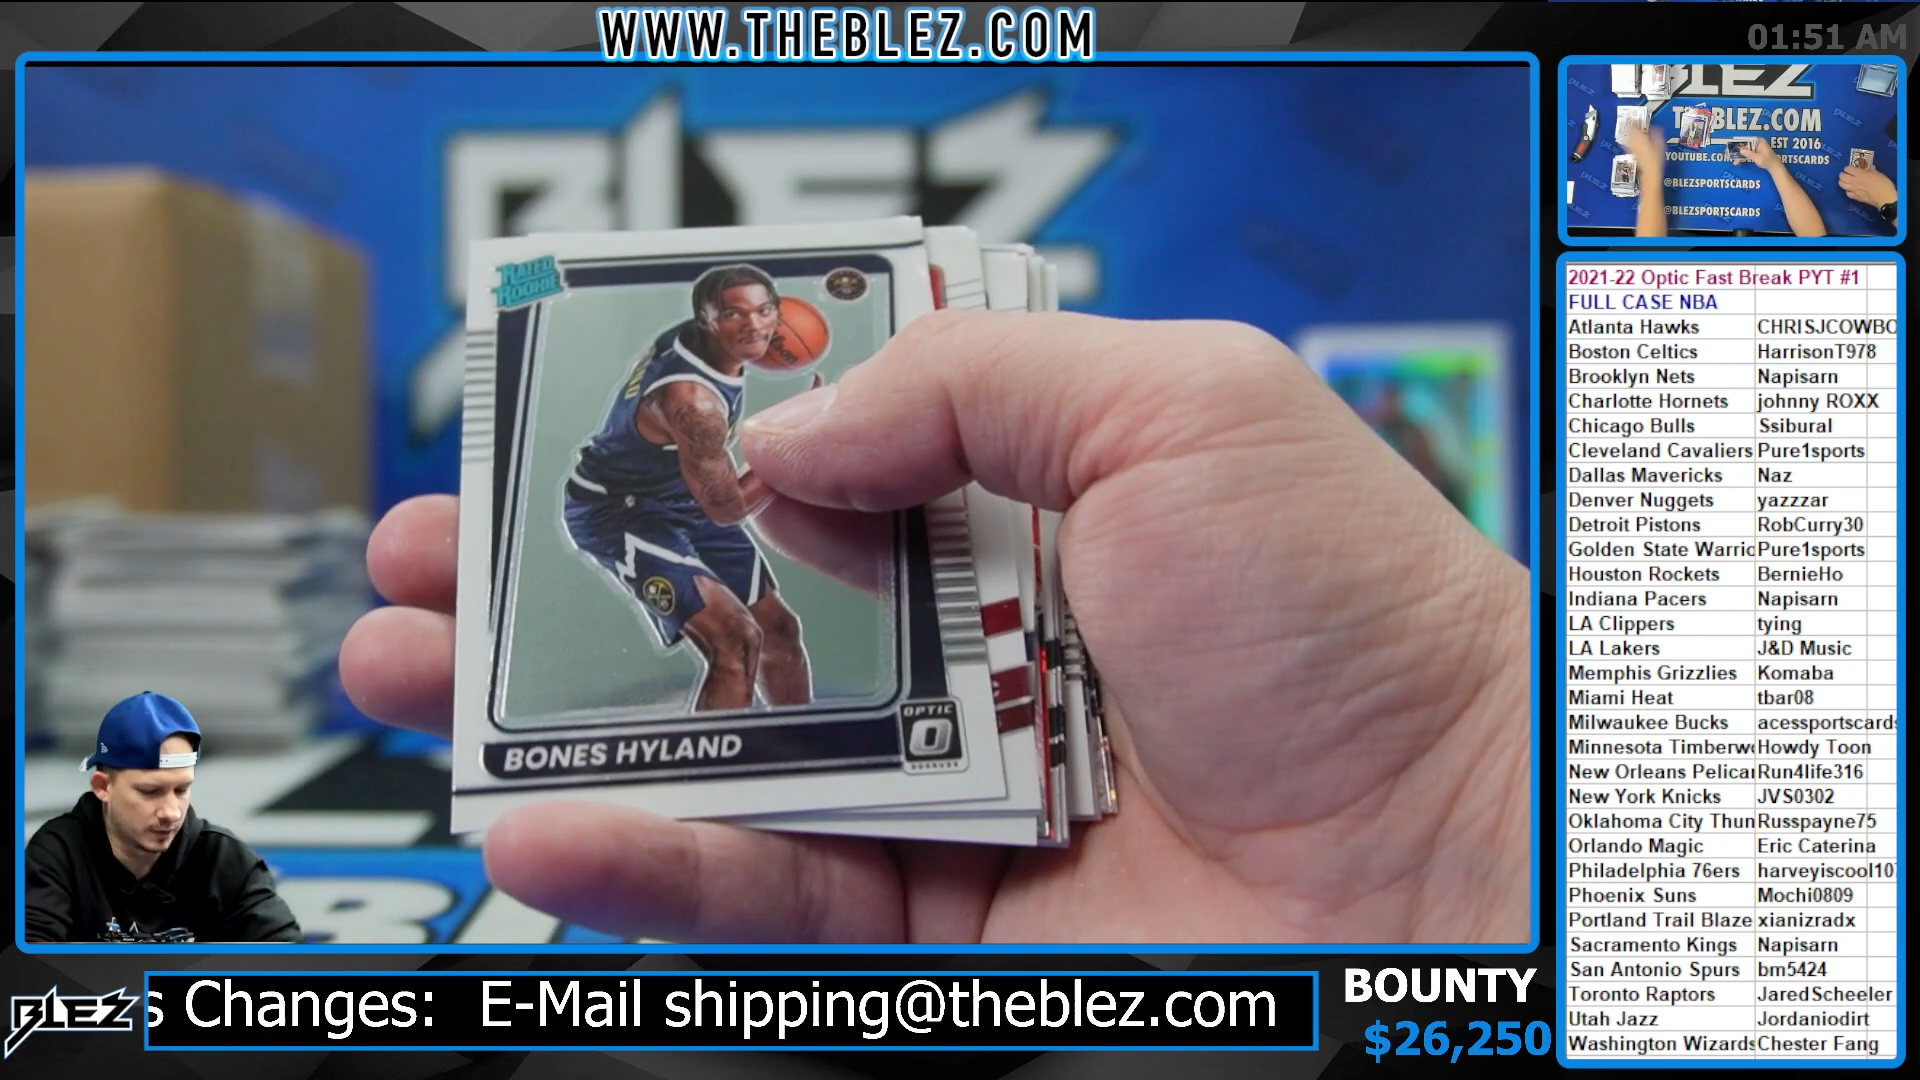 WWW.THEBLEZ.COM
01:51 AM
BLEZ
RATED
ROOKIE
OPTIC
BONES HYLAND
BLEZ
THEBLEZ.COM
EST 2016
@BLEZSPORTSCARDS
@BLEZSPORTSCARDS
2021-22 Optic Fast Break PYT #1
FULL CASE NBA
Atlanta Hawks CHRISJCOWBO
Boston Celtics HarrisonT978
Brooklyn Nets Napisarn
Charlotte Hornets johnny ROXX
Chicago Bulls Ssibural
Cleveland Cavaliers Pure1sports
Dallas Mavericks Naz
Denver Nuggets yazzzar
Detroit Pistons RobCurry30
Golden State Warric Pure1sports
Houston Rockets BernieHo
Indiana Pacers Napisarn
LA Clippers tying
LA Lakers J&D Music
Memphis Grizzlies Komaba
Miami Heat tbar08
Milwaukee Bucks acessportscards
Minnesota Timberw Howdy Toon
New Orleans Pelica Run4life316
New York Knicks JVS0302
Oklahoma City Thun Russpayne75
Orlando Magic Eric Caterina
Philadelphia 76ers harveyiscool10
Phoenix Suns Mochi0809
Portland Trail Blaze xianizradx
Sacramento Kings Napisarn
San Antonio Spurs bm5424
Toronto Raptors JaredScheeler
Utah Jazz Jordaniodirt
Washington Wizards Chester Fang
BLEZ
s Changes: E-Mail shipping@theblez.com
BOUNTY
$26,250